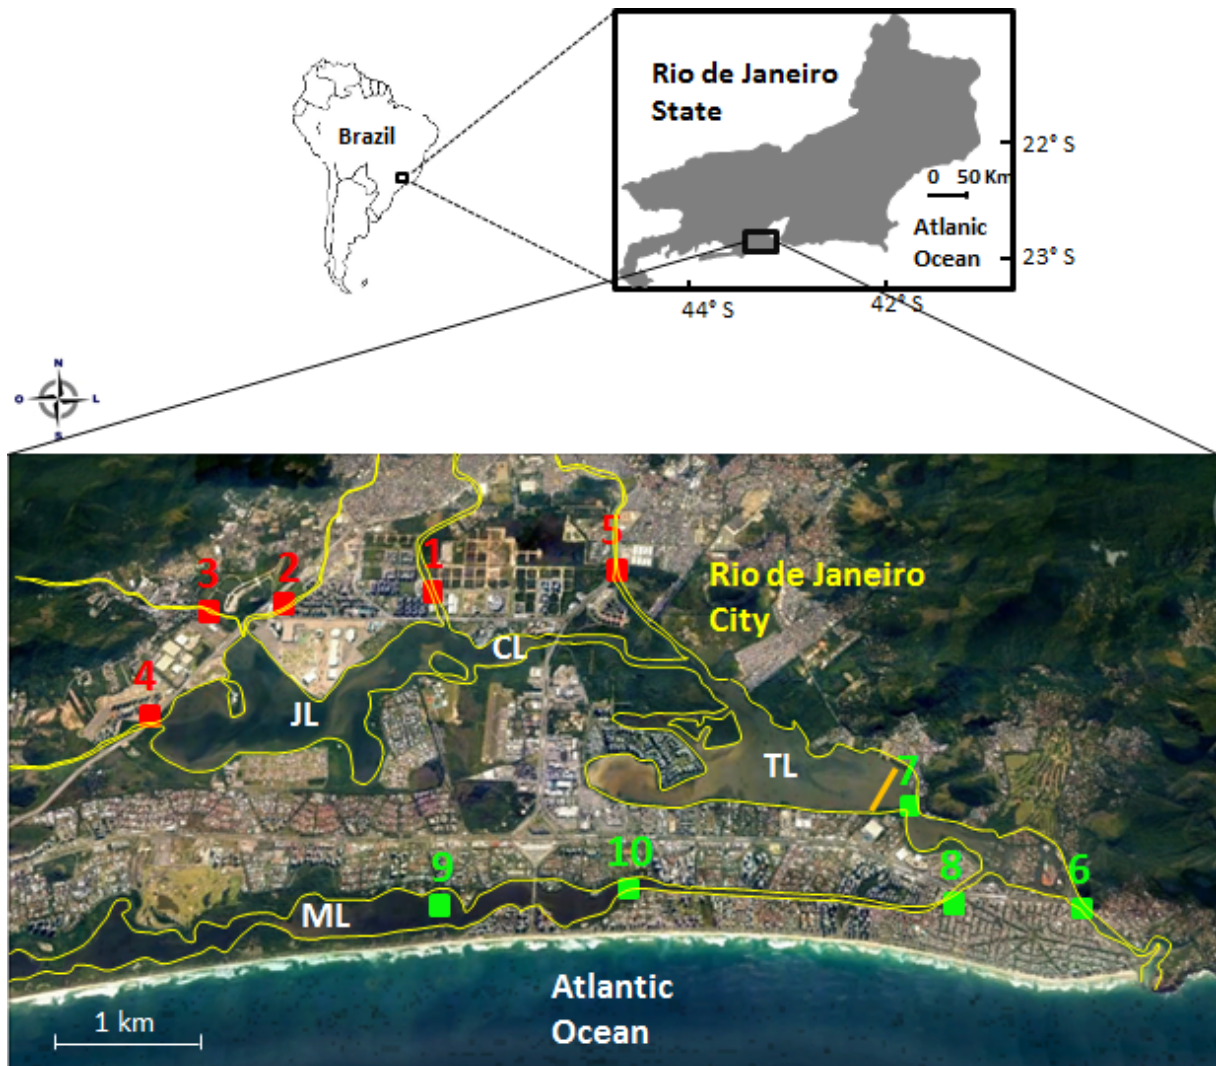 Brazil
Rio de Janeiro
State
0 50 Km
Atlanic
Ocean
22° S
23° S
44° S
42° S
N
O
L
S
5
1
2
3
Rio de Janeiro
City
CL
4
JL
TL
7
10
9
8
6
ML
Atlantic
Ocean
1 km